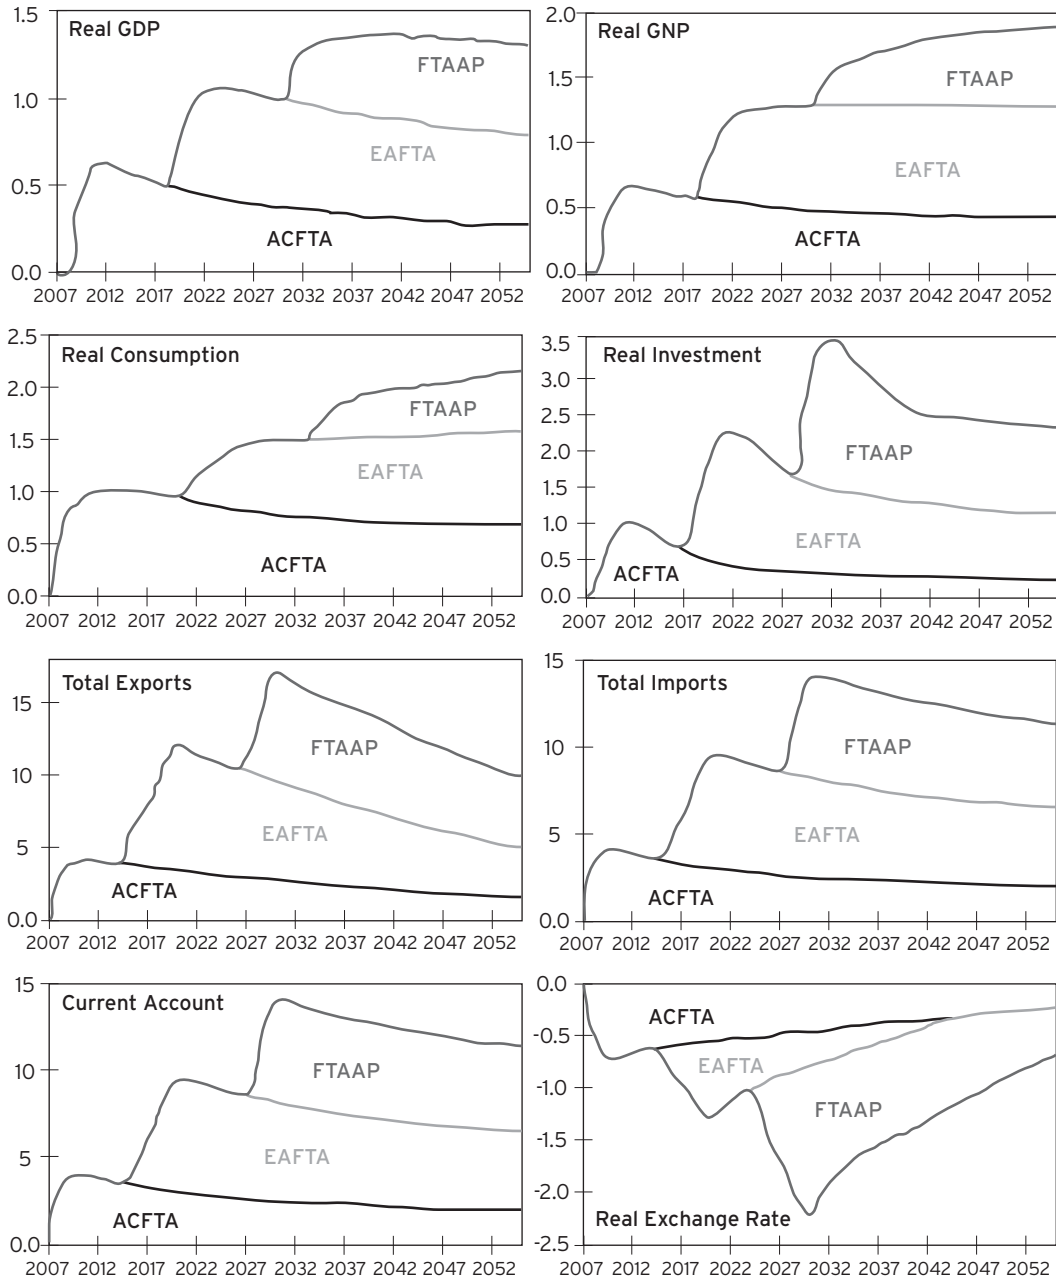 Real GDP
1.5
1.0
0.5
0.0
FTAAP
EAFTA
ACFTA
2007 2012 2017 2022 2027 2032 2037 2042 2047 2052
Real GNP
2.0
1.5
1.0
0.5
0.0
FTAAP
EAFTA
ACFTA
2007 2012 2017 2022 2027 2032 2037 2042 2047 2052
Real Consumption
2.5
2.0
1.5
1.0
0.5
0.0
FTAAP
EAFTA
ACFTA
2007 2012 2017 2022 2027 2032 2037 2042 2047 2052
Real Investment
3.5
3.0
2.5
2.0
1.5
1.0
0.5
0.0
FTAAP
EAFTA
ACFTA
2007 2012 2017 2022 2027 2032 2037 2042 2047 2052
Total Exports
15
10
5
0.0
FTAAP
EAFTA
ACFTA
2007 2012 2017 2022 2027 2032 2037 2042 2047 2052
Total Imports
15
10
5
0.0
FTAAP
EAFTA
ACFTA
2007 2012 2017 2022 2027 2032 2037 2042 2047 2052
Current Account
15
10
5
0.0
FTAAP
EAFTA
ACFTA
2007 2012 2017 2022 2027 2032 2037 2042 2047 2052
0.0
-0.5
-1.0
-1.5
-2.0
-2.5
ACFTA
EAFTA
FTAAP
Real Exchange Rate
2007 2012 2017 2022 2027 2032 2037 2042 2047 2052